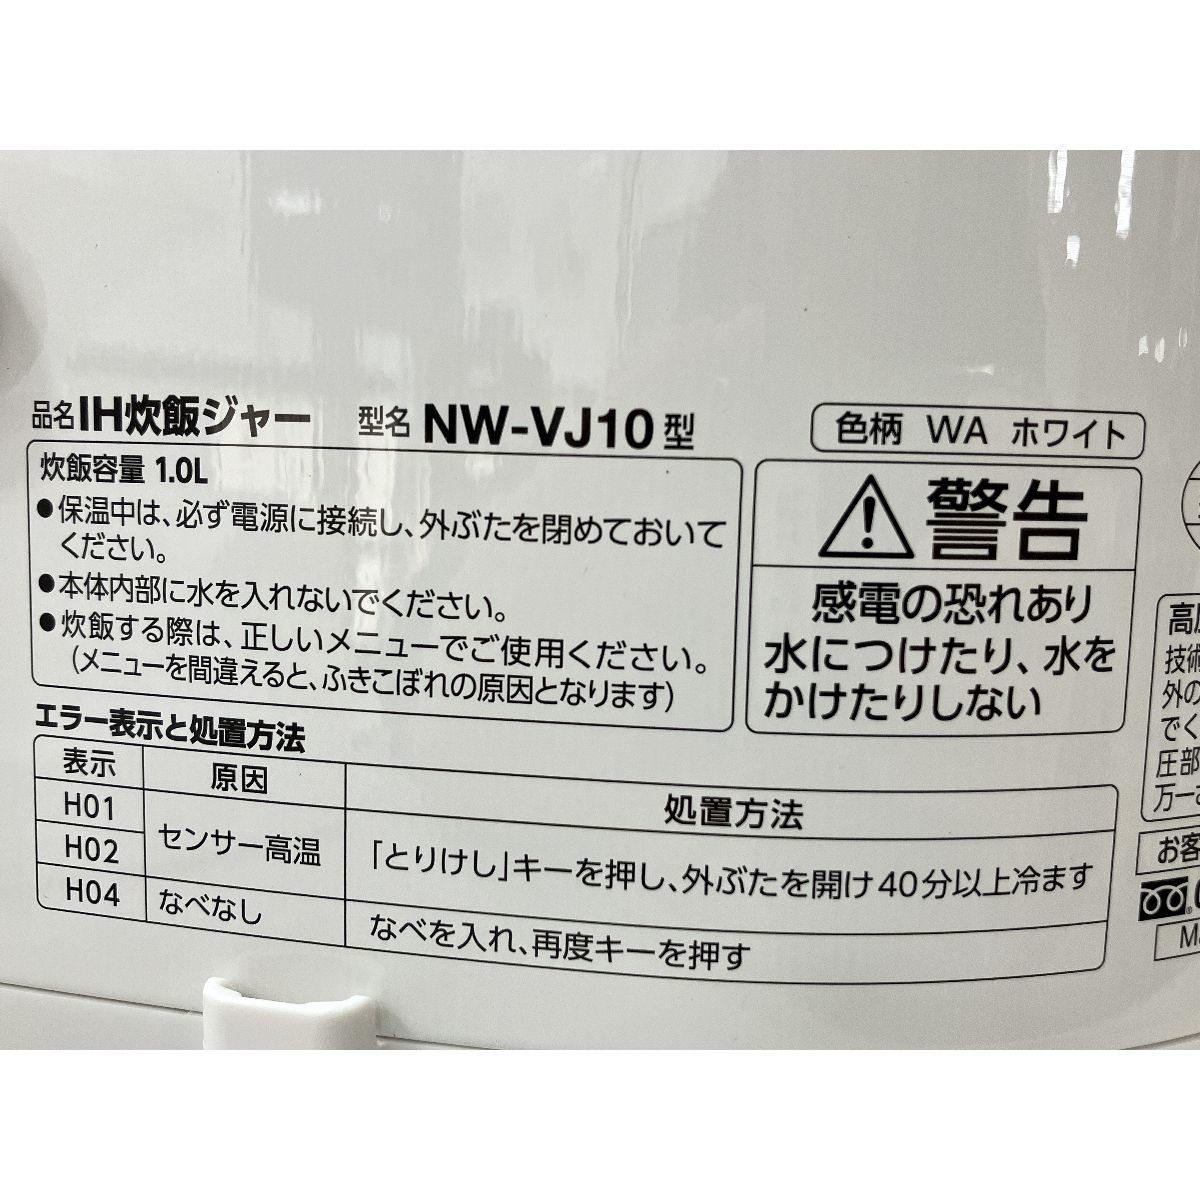 品名IH炊飯ジャー 型名 NW-VJ10型
色柄 WA ホワイト
炊飯容量 1.0L
●保温中は、必ず電源に接続し、外ぶたを閉めておいて
ください。
●本体内部に水を入れないでください。
●炊飯する際は、正しいメニューでご使用ください。
(メニューを間違えると、ふきこぼれの原因となります)
警告
感電の恐れあり
水につけたり、水を
かけたりしない
エラー表示と処置方法
表示 原因 処置方法
H01
H02
センサー高温 「とりけし」キーを押し、外ぶたを開け40分以上冷ます
H04 なべなし なべを入れ、再度キーを押す
技術
外の
でく
圧部
お客